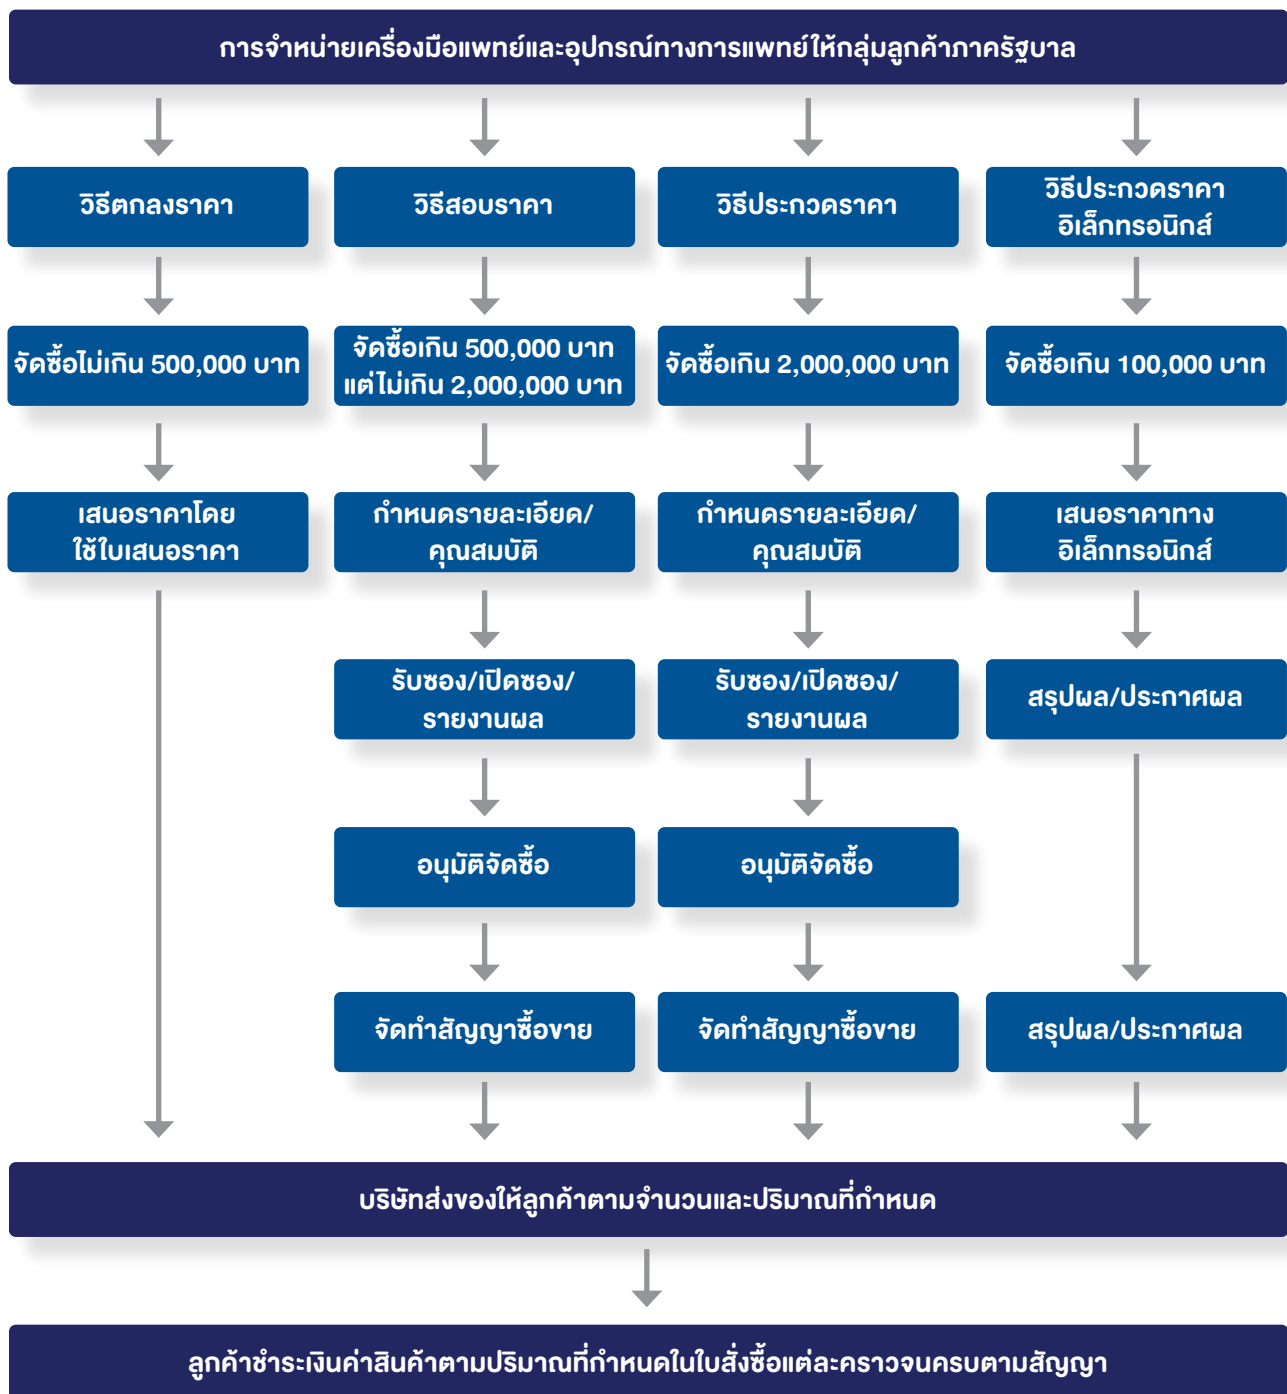 การจำหน่ายเครื่องมือแพทย์และอุปกรณ์ทางการแพทย์ให้กลุ่มลูกค้าภาครัฐบาล
วิธีตกลงราคา
วิธีสอบราคา
วิธีประกวดราคา
วิธีประกวดราคา
อิเล็กทรอนิกส์
จัดซื้อไม่เกิน 500,000 บาท
จัดซื้อเกิน 500,000 บาท
แต่ไม่เกิน 2,000,000 บาท
จัดซื้อเกิน 2,000,000 บาท
จัดซื้อเกิน 100,000 บาท
เสนอราคาโดย
ใช้ใบเสนอราคา
กำหนดรายละเอียด/
คุณสมบัติ
กำหนดรายละเอียด/
คุณสมบัติ
เสนอราคาทาง
อิเล็กทรอนิกส์
รับซอง/เปิดซอง/
รายงานผล
รับซอง/เปิดซอง/
รายงานผล
สรุปผล/ประกาศผล
อนุมัติจัดซื้อ
อนุมัติจัดซื้อ
จัดทำสัญญาซื้อขาย
จัดทำสัญญาซื้อขาย
สรุปผล/ประกาศผล
บริษัทส่งของให้ลูกค้าตามจำนวนและปริมาณที่กำหนด
ลูกค้าชำระเงินค่าสินค้าตามปริมาณที่กำหนดในใบสั่งซื้อแต่ละคราวจนครบตามสัญญา